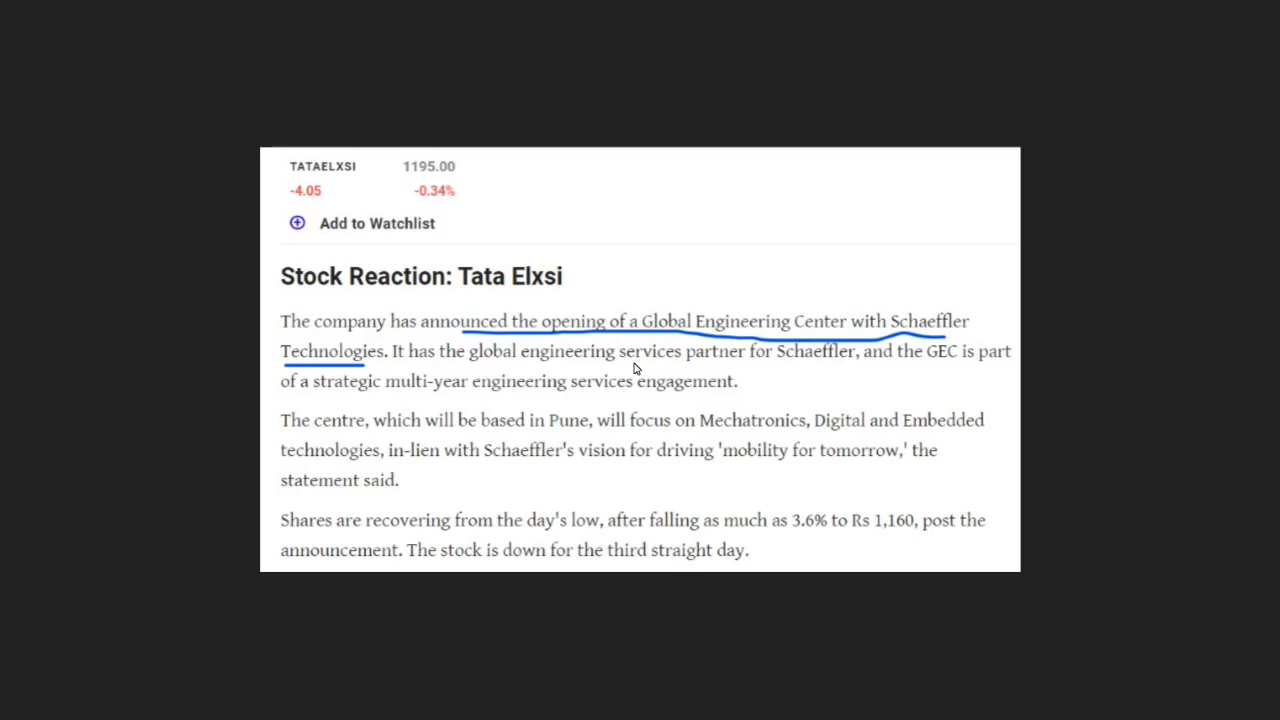 TATAELXSI 1195.00
-4.05 -0.34%
Add to Watchlist
Stock Reaction: Tata Elxsi
The company has announced the opening of a Global Engineering Center with Schaeffler
Technologies. It has the global engineering services partner for Schaeffler, and the GEC is part
of a strategic multi-year engineering services engagement.
The centre, which will be based in Pune, will focus on Mechatronics, Digital and Embedded
technologies, in-lien with Schaeffler's vision for driving 'mobility for tomorrow,' the
statement said.
Shares are recovering from the day's low, after falling as much as 3.6% to Rs 1,160, post the
announcement. The stock is down for the third straight day.